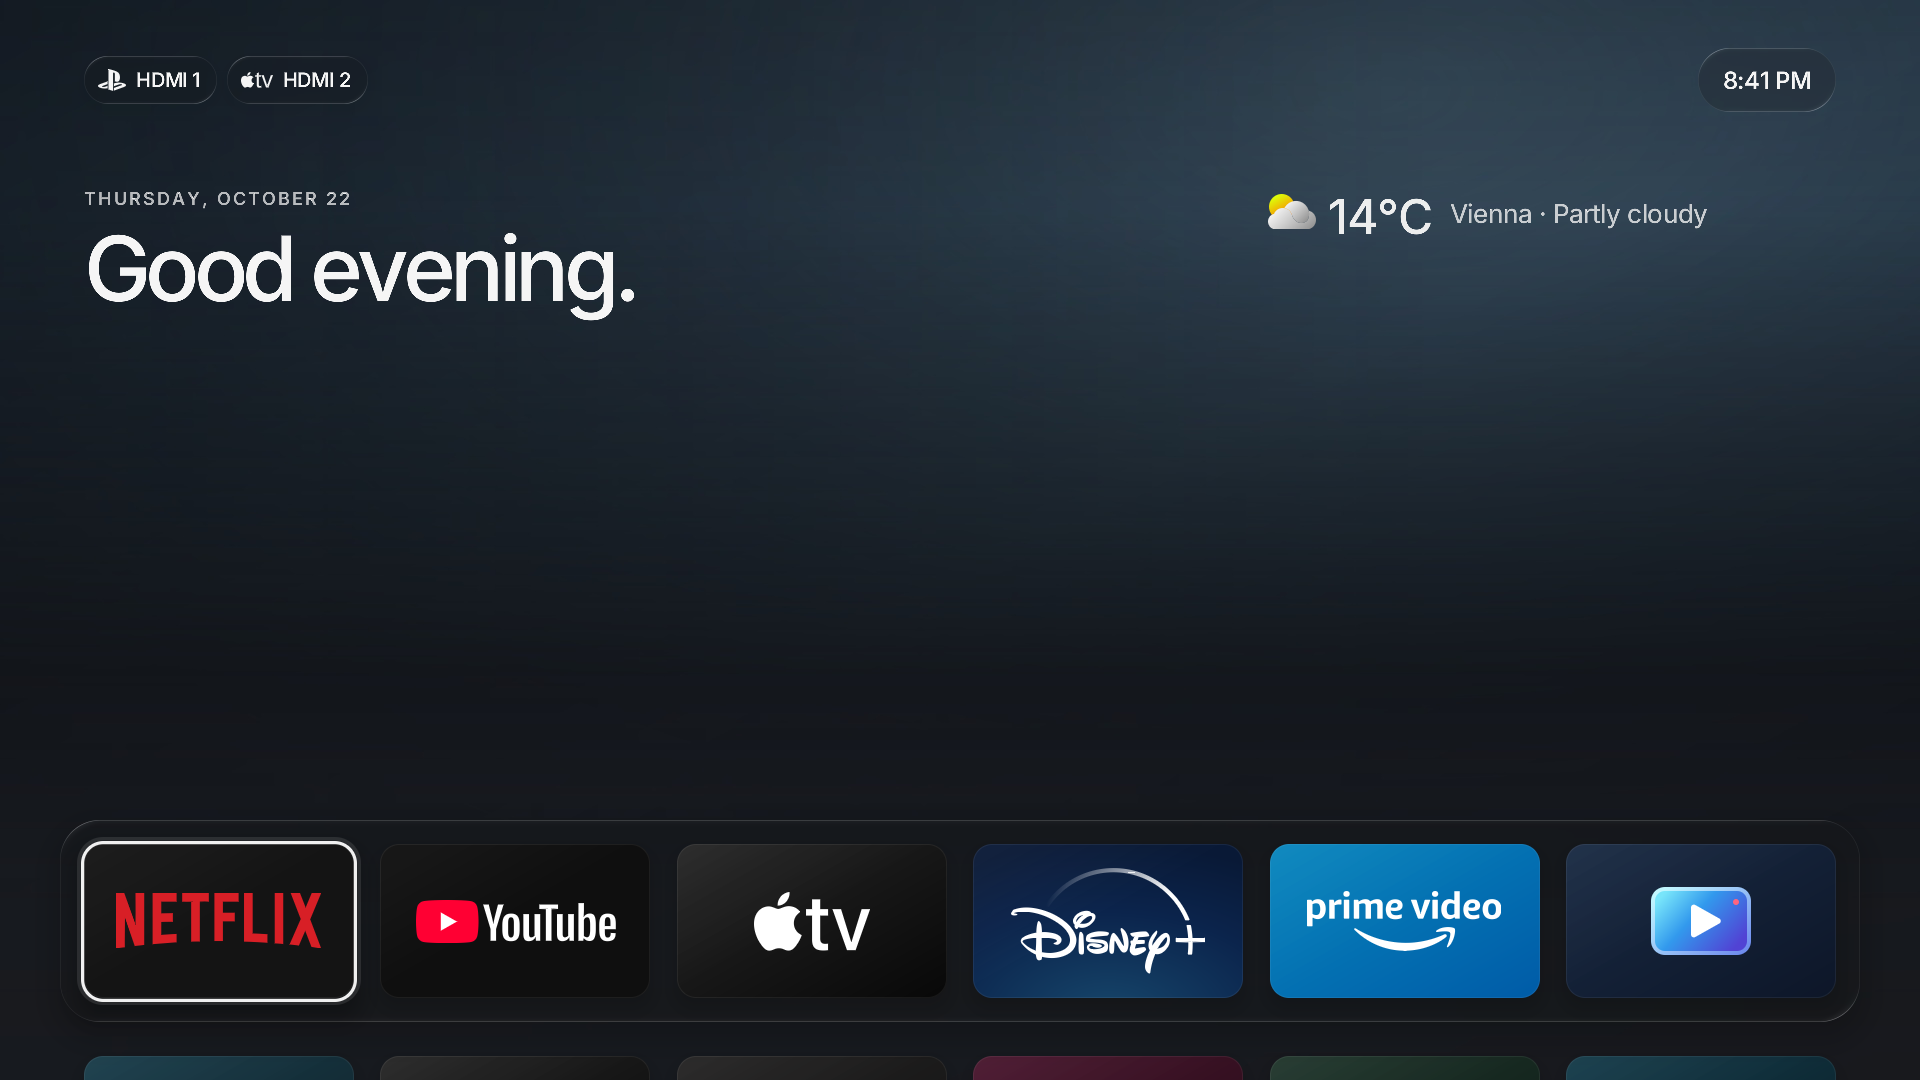 HDMI 1
tv HDMI 2
8:41 PM
THURSDAY, OCTOBER 22
Good evening.
14°C Vienna · Partly cloudy
NETFLIX
YouTube
tv
Disney+
prime video